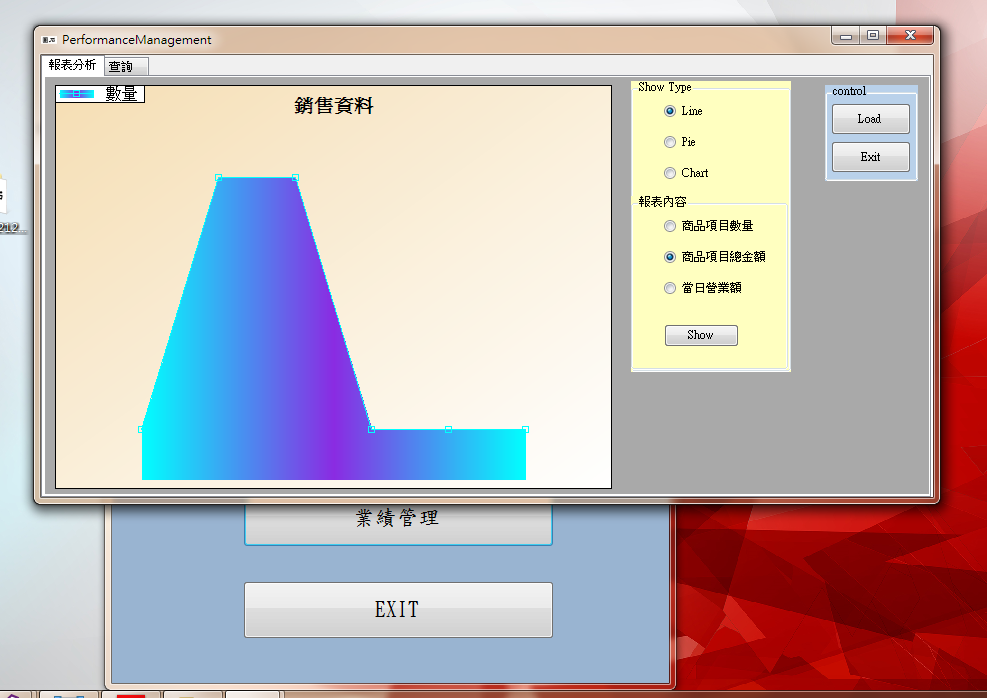 PerformanceManagement
報表分析 查詢
數量
銷售資料
Show Type
Line
Pie
Chart
報表內容
商品項目數量
商品項目總金額
當日營業額
Show
control
Load
Exit
212...
業績管理
EXIT